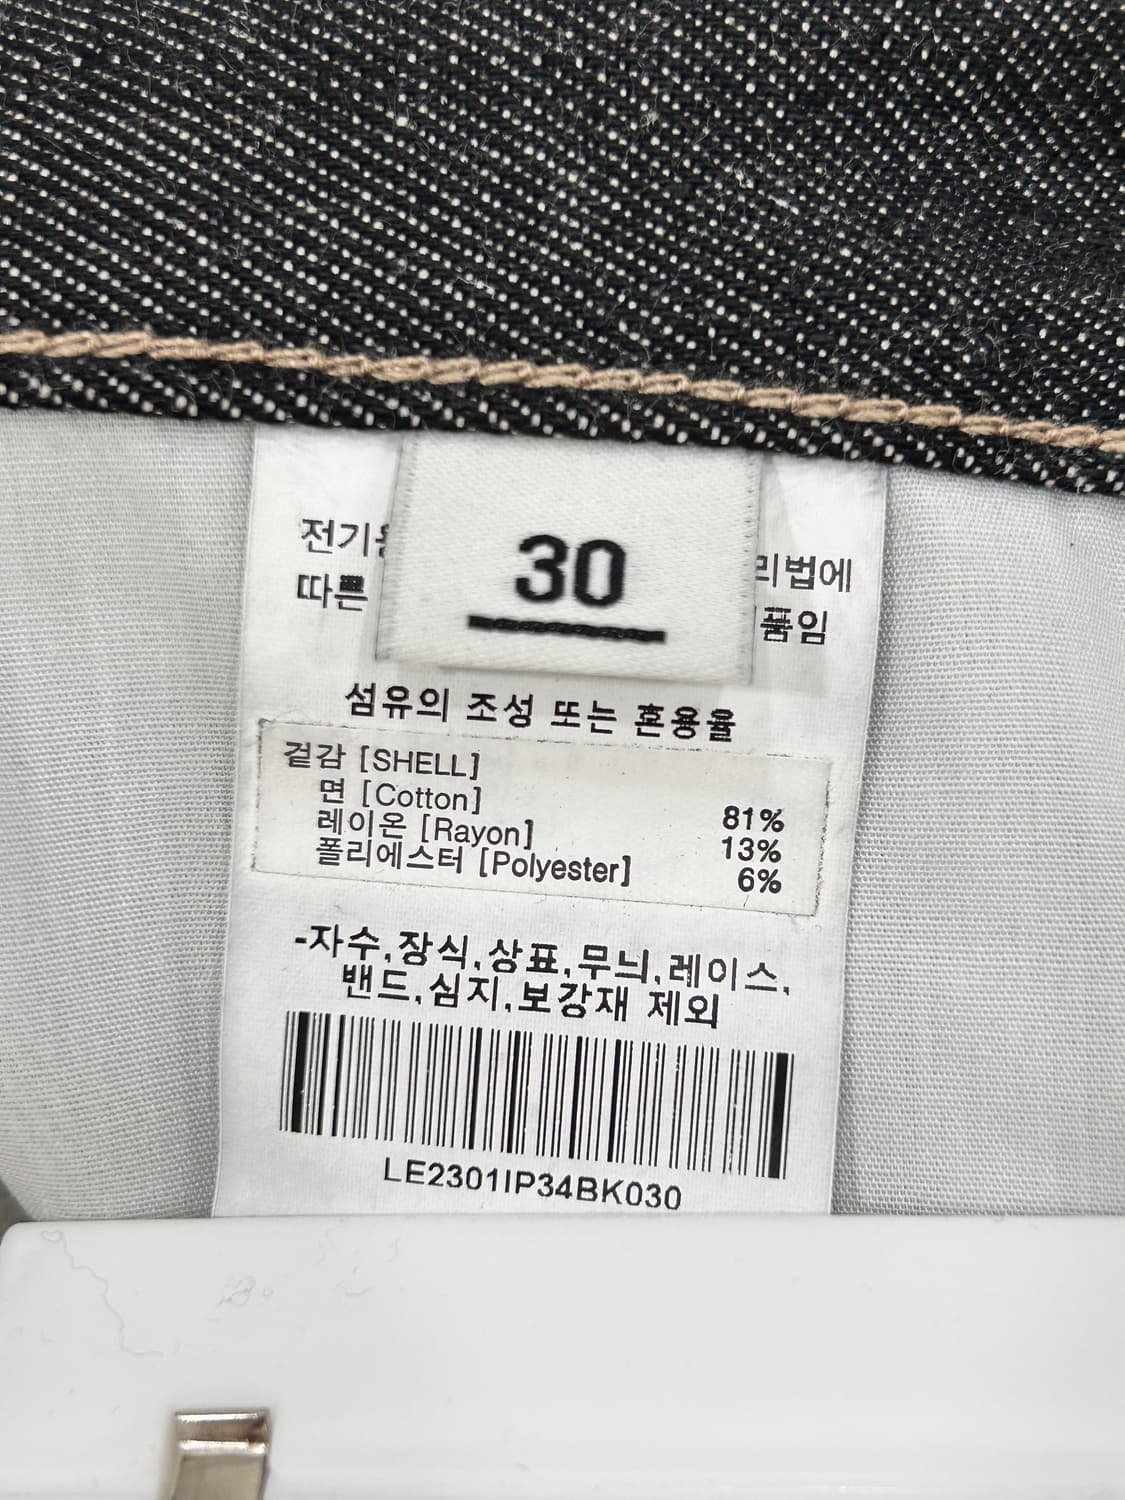 30
리법에
따른
품임
섬유의 조성 또는 혼용율
겉감 [SHELL]
면 [Cotton] 81%
레이온 [Rayon] 13%
폴리에스터 [Polyester] 6%
-자수,장식,상표,무늬,레이스,
밴드,심지,보강재 제외
LE2301IP34BK030